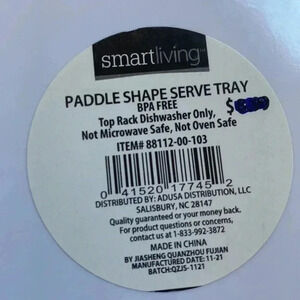 smartliving
PADDLE SHAPE SERVE TRAY
BPA FREE
$
Top Rack Dishwasher Only,
Not Microwave Safe, Not Oven Safe
ITEM# 88112-00-103
0 41520 17745 2
DISTRIBUTED BY: ADUSA DISTRIBUTION, LLC
SALISBURY, NC 28147
Quality guaranteed or your money back.
For product questions or concerns,
contact us at 1-833-992-3872
MADE IN CHINA
BY JIASHENG QUANZHOU FUJIAN
MANUFACTURED DATE: 11-21
BATCH:QZJS-1121